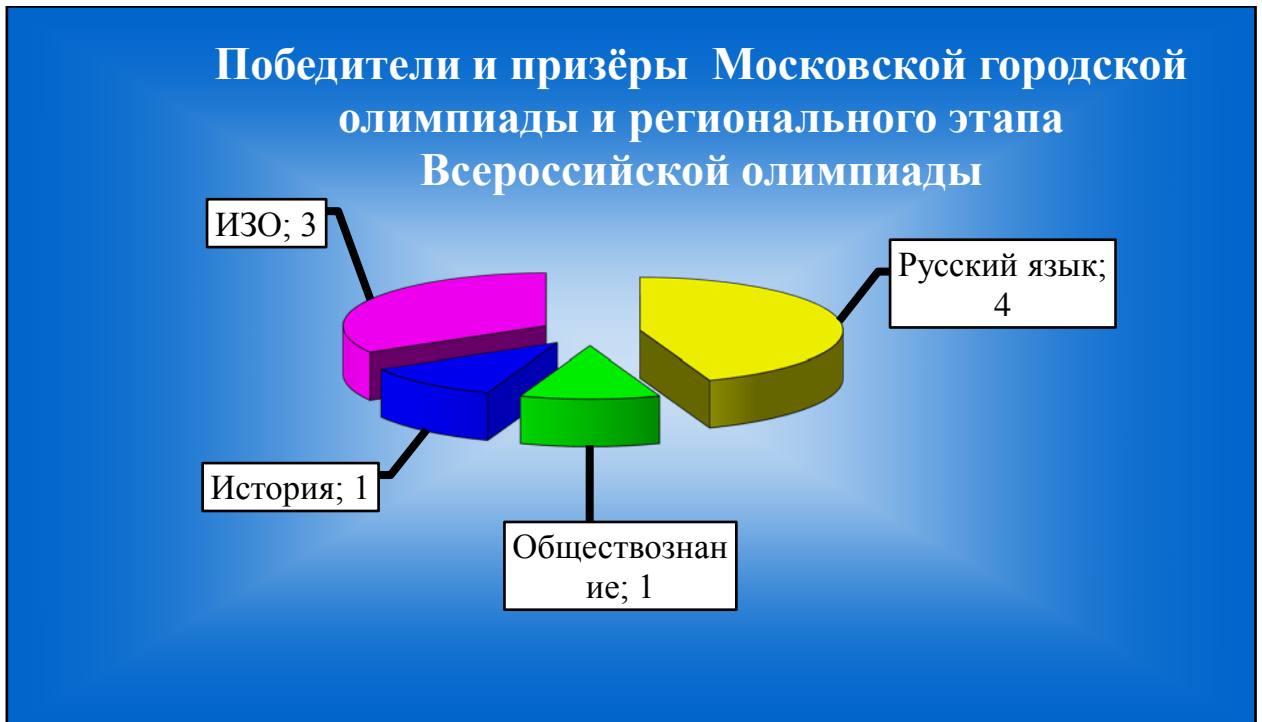 Победители и призёры Московской городской
олимпиады и регионального этапа
Всероссийской олимпиады
ИЗО; 3
Русский язык;
4
История; 1
Обществознан
ие; 1